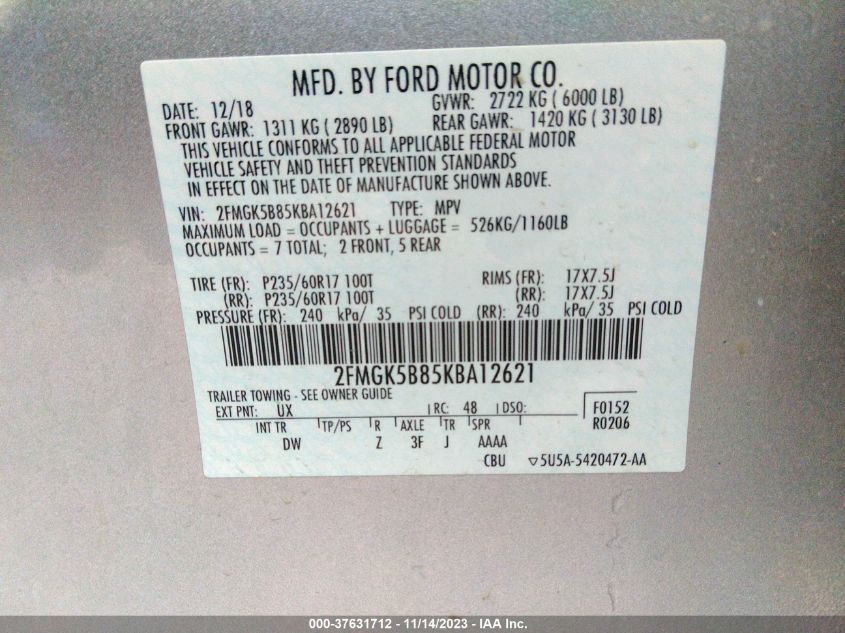 MFD. BY FORD MOTOR CO.
DATE: 12/18 GVWR: 2722 KG ( 6000 LB)
FRONT GAWR: 1311 KG ( 2890 LB) REAR GAWR: 1420 KG ( 3130 LB)
THIS VEHICLE CONFORMS TO ALL APPLICABLE FEDERAL MOTOR
VEHICLE SAFETY AND THEFT PREVENTION STANDARDS
IN EFFECT ON THE DATE OF MANUFACTURE SHOWN ABOVE.
VIN: 2FMGK5B85KBA12621 TYPE: MPV
MAXIMUM LOAD = OCCUPANTS + LUGGAGE = 526KG/1160LB
OCCUPANTS = 7 TOTAL; 2 FRONT, 5 REAR
TIRE (FR): P235/60R17 100T RIMS (FR): 17X7.5J
(RR): P235/60R17 100T (RR): 17X7.5J
PRESSURE (FR): 240 kPa/ 35 PSI COLD (RR): 240 kPa/ 35 PSI COLD
2FMGK5B85KBA12621
TRAILER TOWING - SEE OWNER GUIDE
EXT PNT: UX RC: 48 DSO: F0152
INT TR TP/PS R AXLE TR SPR R0206
DW Z 3F J AAAA
CBU ▽5U5A-5420472-AA
000-37631712 - 11/14/2023 - IAA Inc.